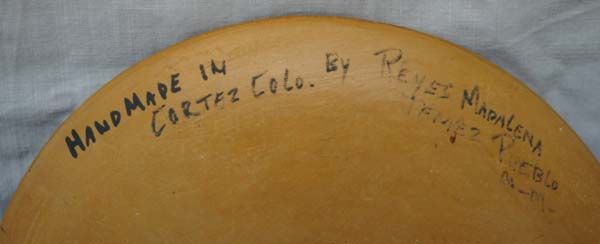 HANDMADE IN
CORTEZ COLO. BY REYES MADALENA
JEMEZ PUEBLO
N-M-